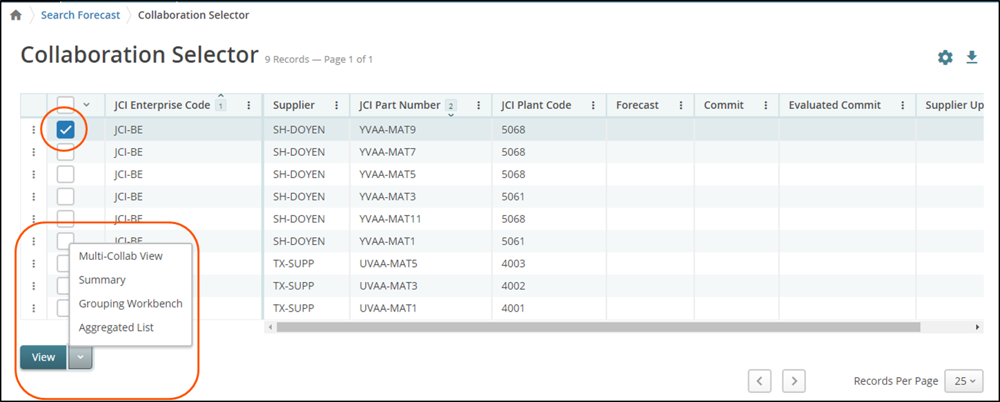 Search Forecast Collaboration Selector
Collaboration Selector 9 Records — Page 1 of 1
JCI Enterprise Code 1 Supplier JCI Part Number 2 JCI Plant Code Forecast Commit Evaluated Commit Supplier Up
JCI-BE SH-DOYEN YVAA-MAT9 5068
JCI-BE SH-DOYEN YVAA-MAT7 5068
JCI-BE SH-DOYEN YVAA-MAT5 5068
JCI-BE SH-DOYEN YVAA-MAT3 5061
JCI-BE SH-DOYEN YVAA-MAT11 5068
JCI-BE SH-DOYEN YVAA-MAT1 5061
Multi-Collab View TX-SUPP UVAA-MAT5 4003
Summary TX-SUPP UVAA-MAT3 4002
Grouping Workbench TX-SUPP UVAA-MAT1 4001
Aggregated List
View
Records Per Page 25